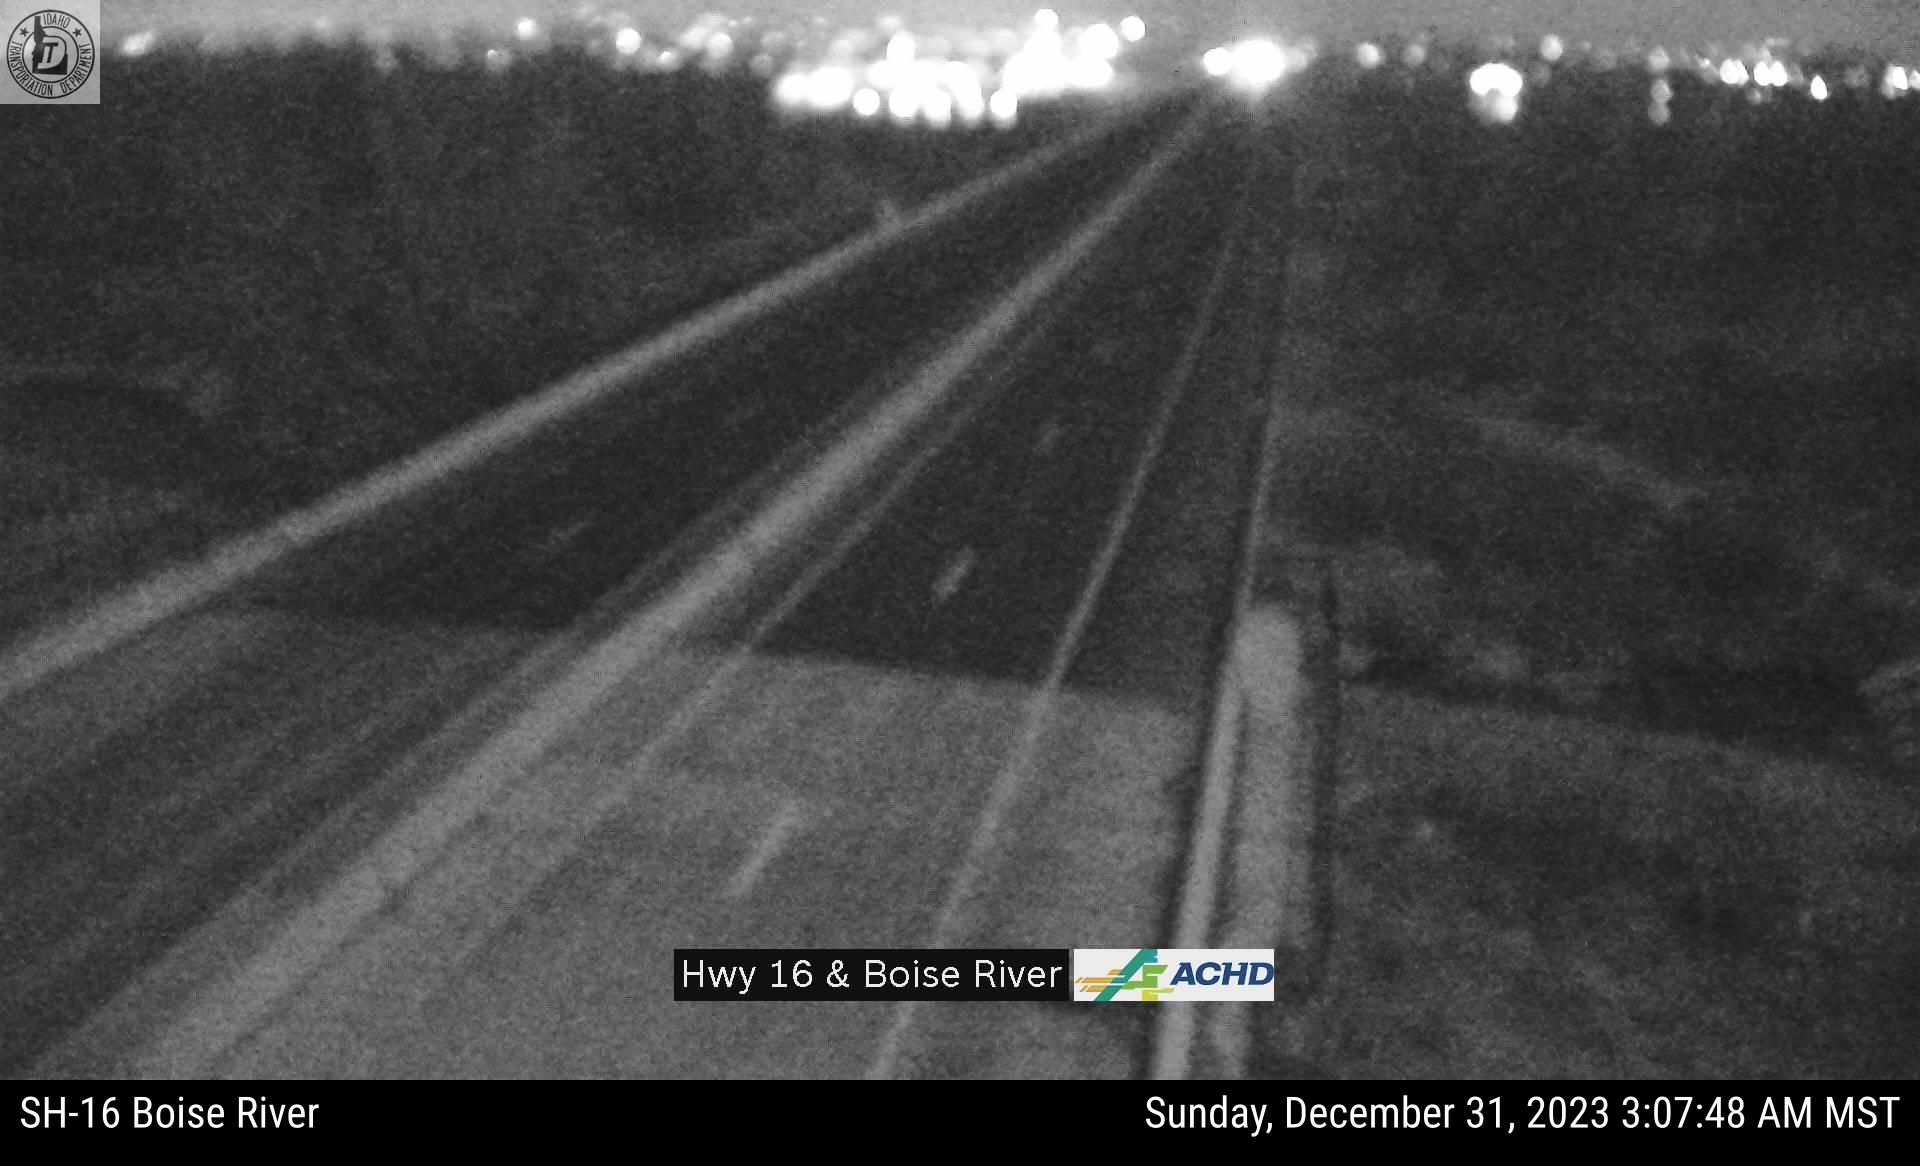 IDAHO
TRANSPORTATION DEPARTMENT
Hwy 16 & Boise River
ACHD
SH-16 Boise River
Sunday, December 31, 2023 3:07:48 AM MST